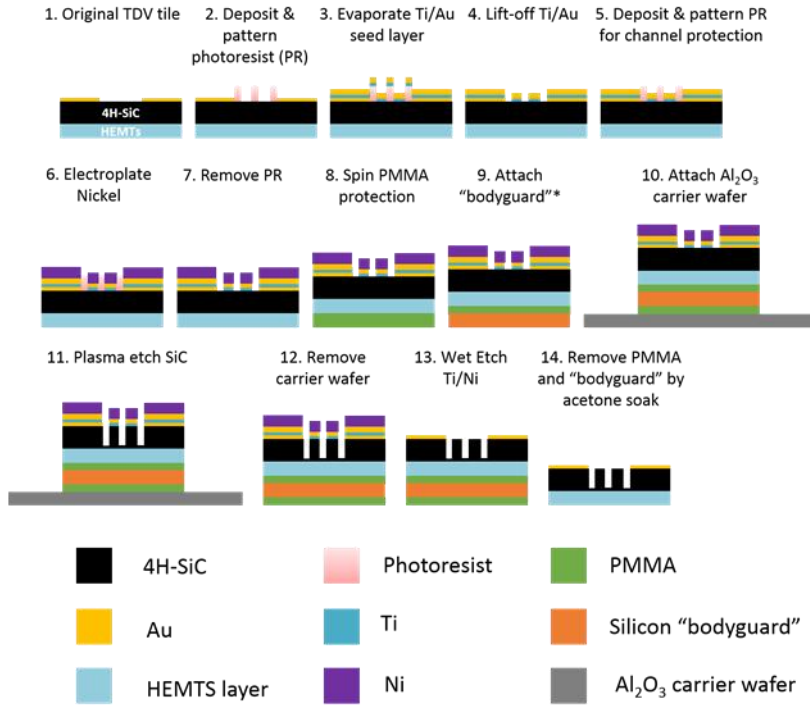 1. Original TDV tile
2. Deposit &
pattern
photoresist (PR)
3. Evaporate Ti/Au
seed layer
4. Lift-off Ti/Au
5. Deposit & pattern PR
for channel protection
4H-SiC
HEMTs
6. Electroplate
Nickel
7. Remove PR
8. Spin PMMA
protection
9. Attach
“bodyguard”*
10. Attach Al₂O₃
carrier wafer
11. Plasma etch SiC
12. Remove
carrier wafer
13. Wet Etch
Ti/Ni
14. Remove PMMA
and “bodyguard” by
acetone soak
4H-SiC
Photoresist
PMMA
Au
Ti
Silicon “bodyguard”
HEMTS layer
Ni
Al₂O₃ carrier wafer